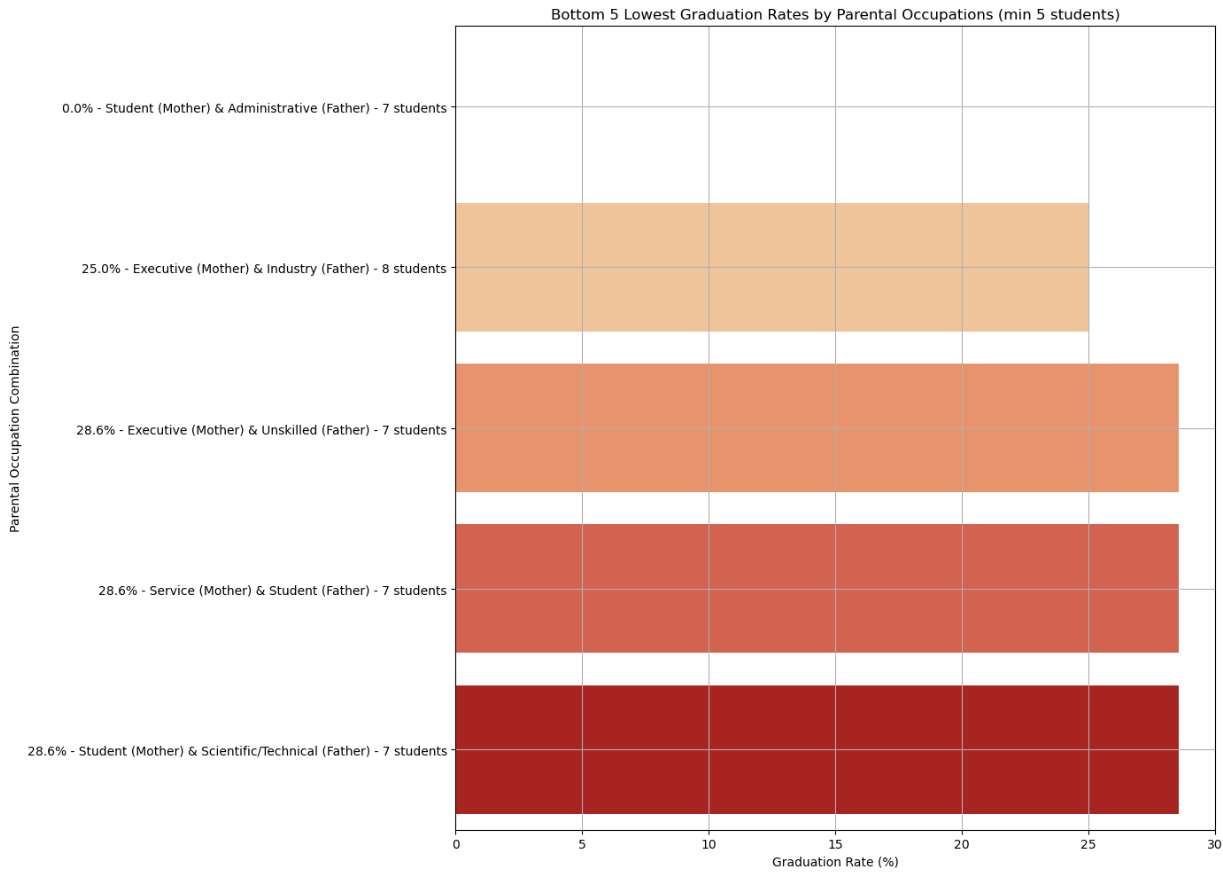 Bottom 5 Lowest Graduation Rates by Parental Occupations (min 5 students)
Parental Occupation Combination
0.0% - Student (Mother) & Administrative (Father) - 7 students
25.0% - Executive (Mother) & Industry (Father) - 8 students
28.6% - Executive (Mother) & Unskilled (Father) - 7 students
28.6% - Service (Mother) & Student (Father) - 7 students
28.6% - Student (Mother) & Scientific/Technical (Father) - 7 students
0 5 10 15 20 25 30
Graduation Rate (%)